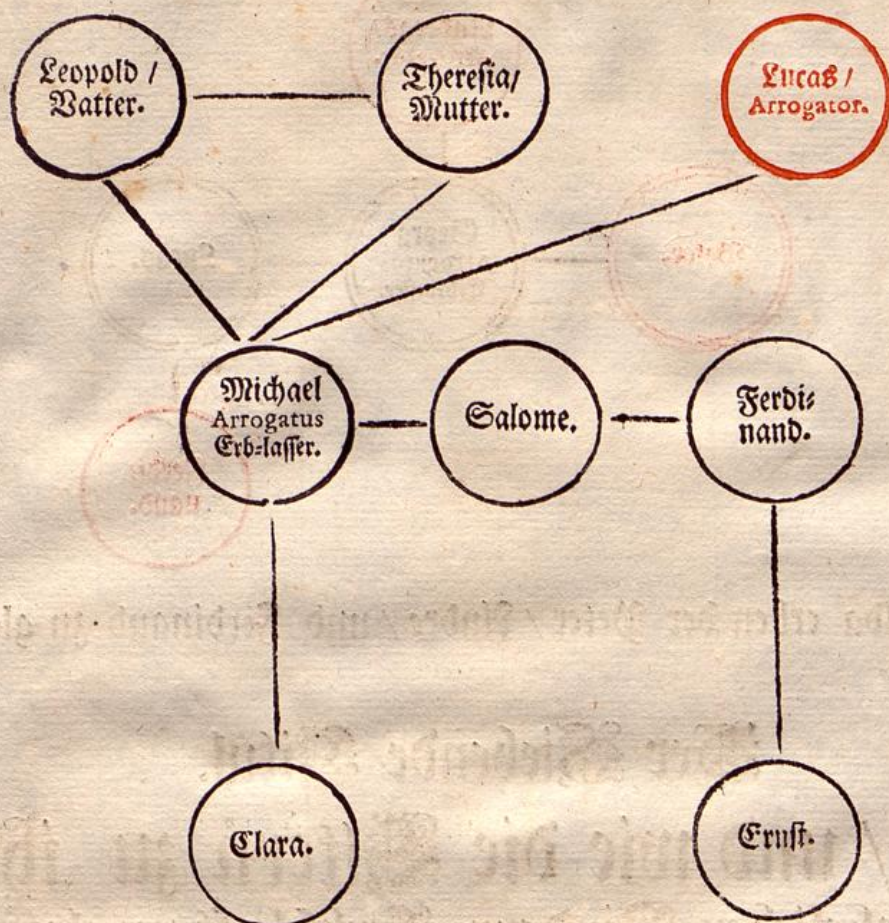 Leopold /
Vatter.
Theresia/
Mutter.
Lucas /
Arrogator.
Michael
Arrogatus
Erb⸗lasser.
Salome.
Ferdi⸗
nand.
Clara.
Ernst.